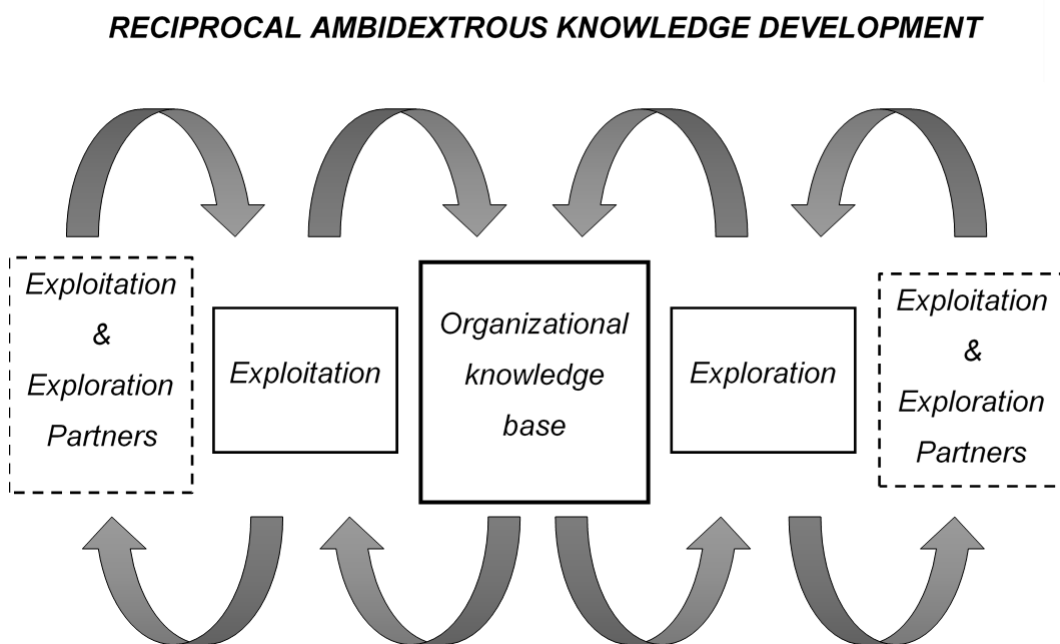 RECIPROCAL AMBIDEXTROUS KNOWLEDGE DEVELOPMENT
Exploitation
&
Exploration
Partners
Exploitation
Organizational
knowledge
base
Exploration
Exploitation
&
Exploration
Partners